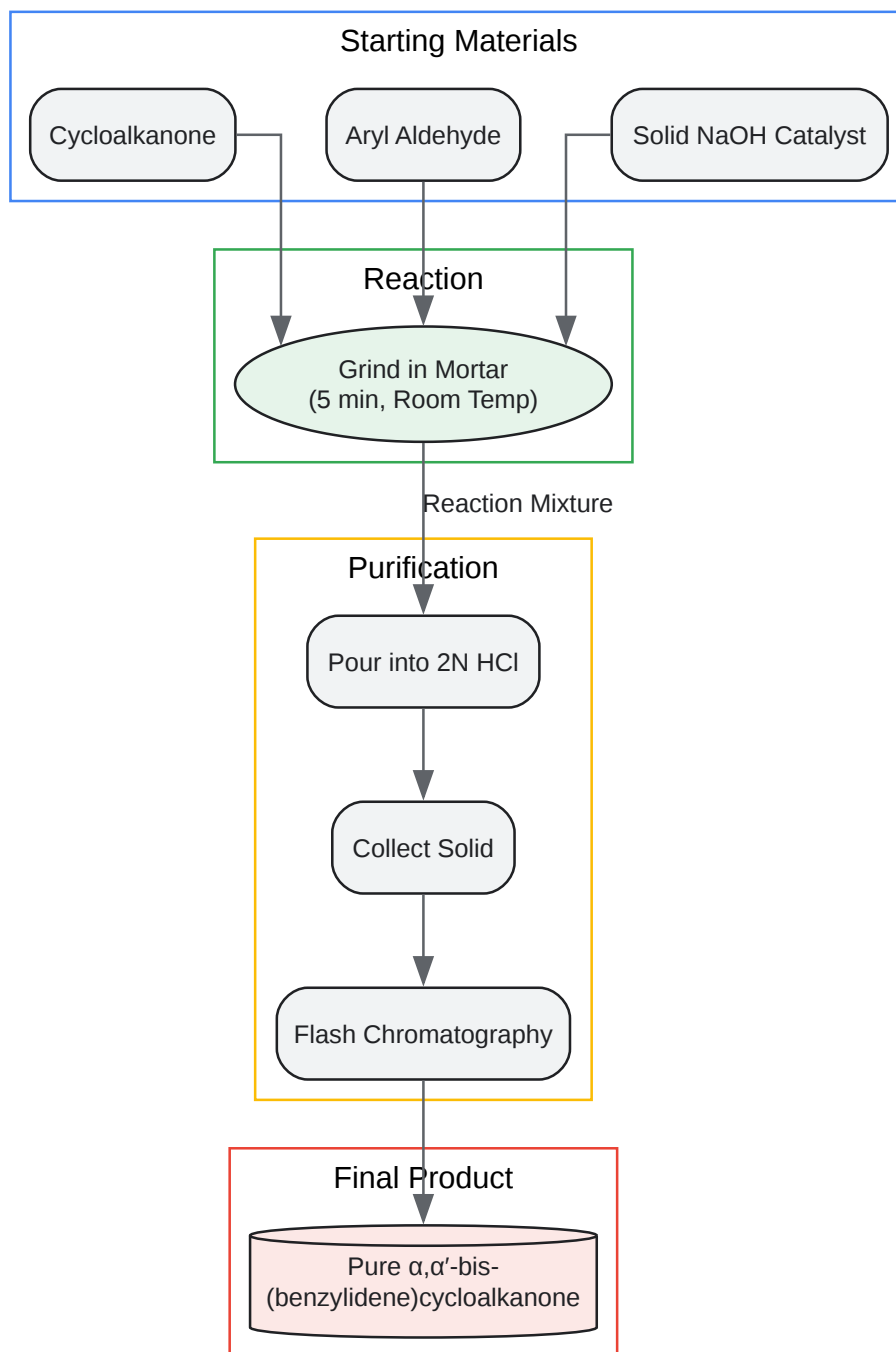 Starting Materials
Cycloalkanone
Aryl Aldehyde
Solid NaOH Catalyst
Reaction
Grind in Mortar
(5 min, Room Temp)
Reaction Mixture
Purification
Pour into 2N HCl
Collect Solid
Flash Chromatography
Final Product
Pure α,α′-bis-
(benzylidene)cycloalkanone